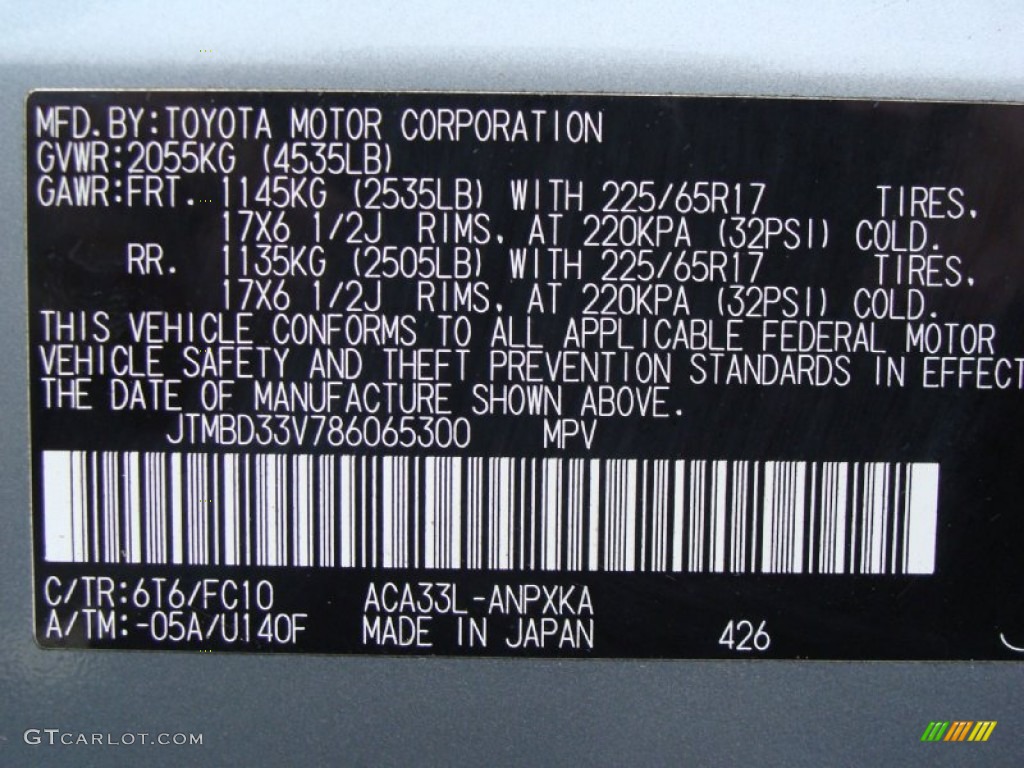 MFD.BY:TOYOTA MOTOR CORPORATION
GVWR:2055KG (4535LB)
GAWR:FRT. 1145KG (2535LB) WITH 225/65R17 TIRES,
17X6 1/2J RIMS, AT 220KPA (32PSI) COLD.
RR. 1135KG (2505LB) WITH 225/65R17 TIRES,
17X6 1/2J RIMS, AT 220KPA (32PSI) COLD.
THIS VEHICLE CONFORMS TO ALL APPLICABLE FEDERAL MOTOR
VEHICLE SAFETY AND THEFT PREVENTION STANDARDS IN EFFECT
THE DATE OF MANUFACTURE SHOWN ABOVE.
JTMBD33V786065300 MPV
C/TR:6T6/FC10 ACA33L-ANPXKA
A/TM:-05A/U140F MADE IN JAPAN 426
GTCARLOT.COM